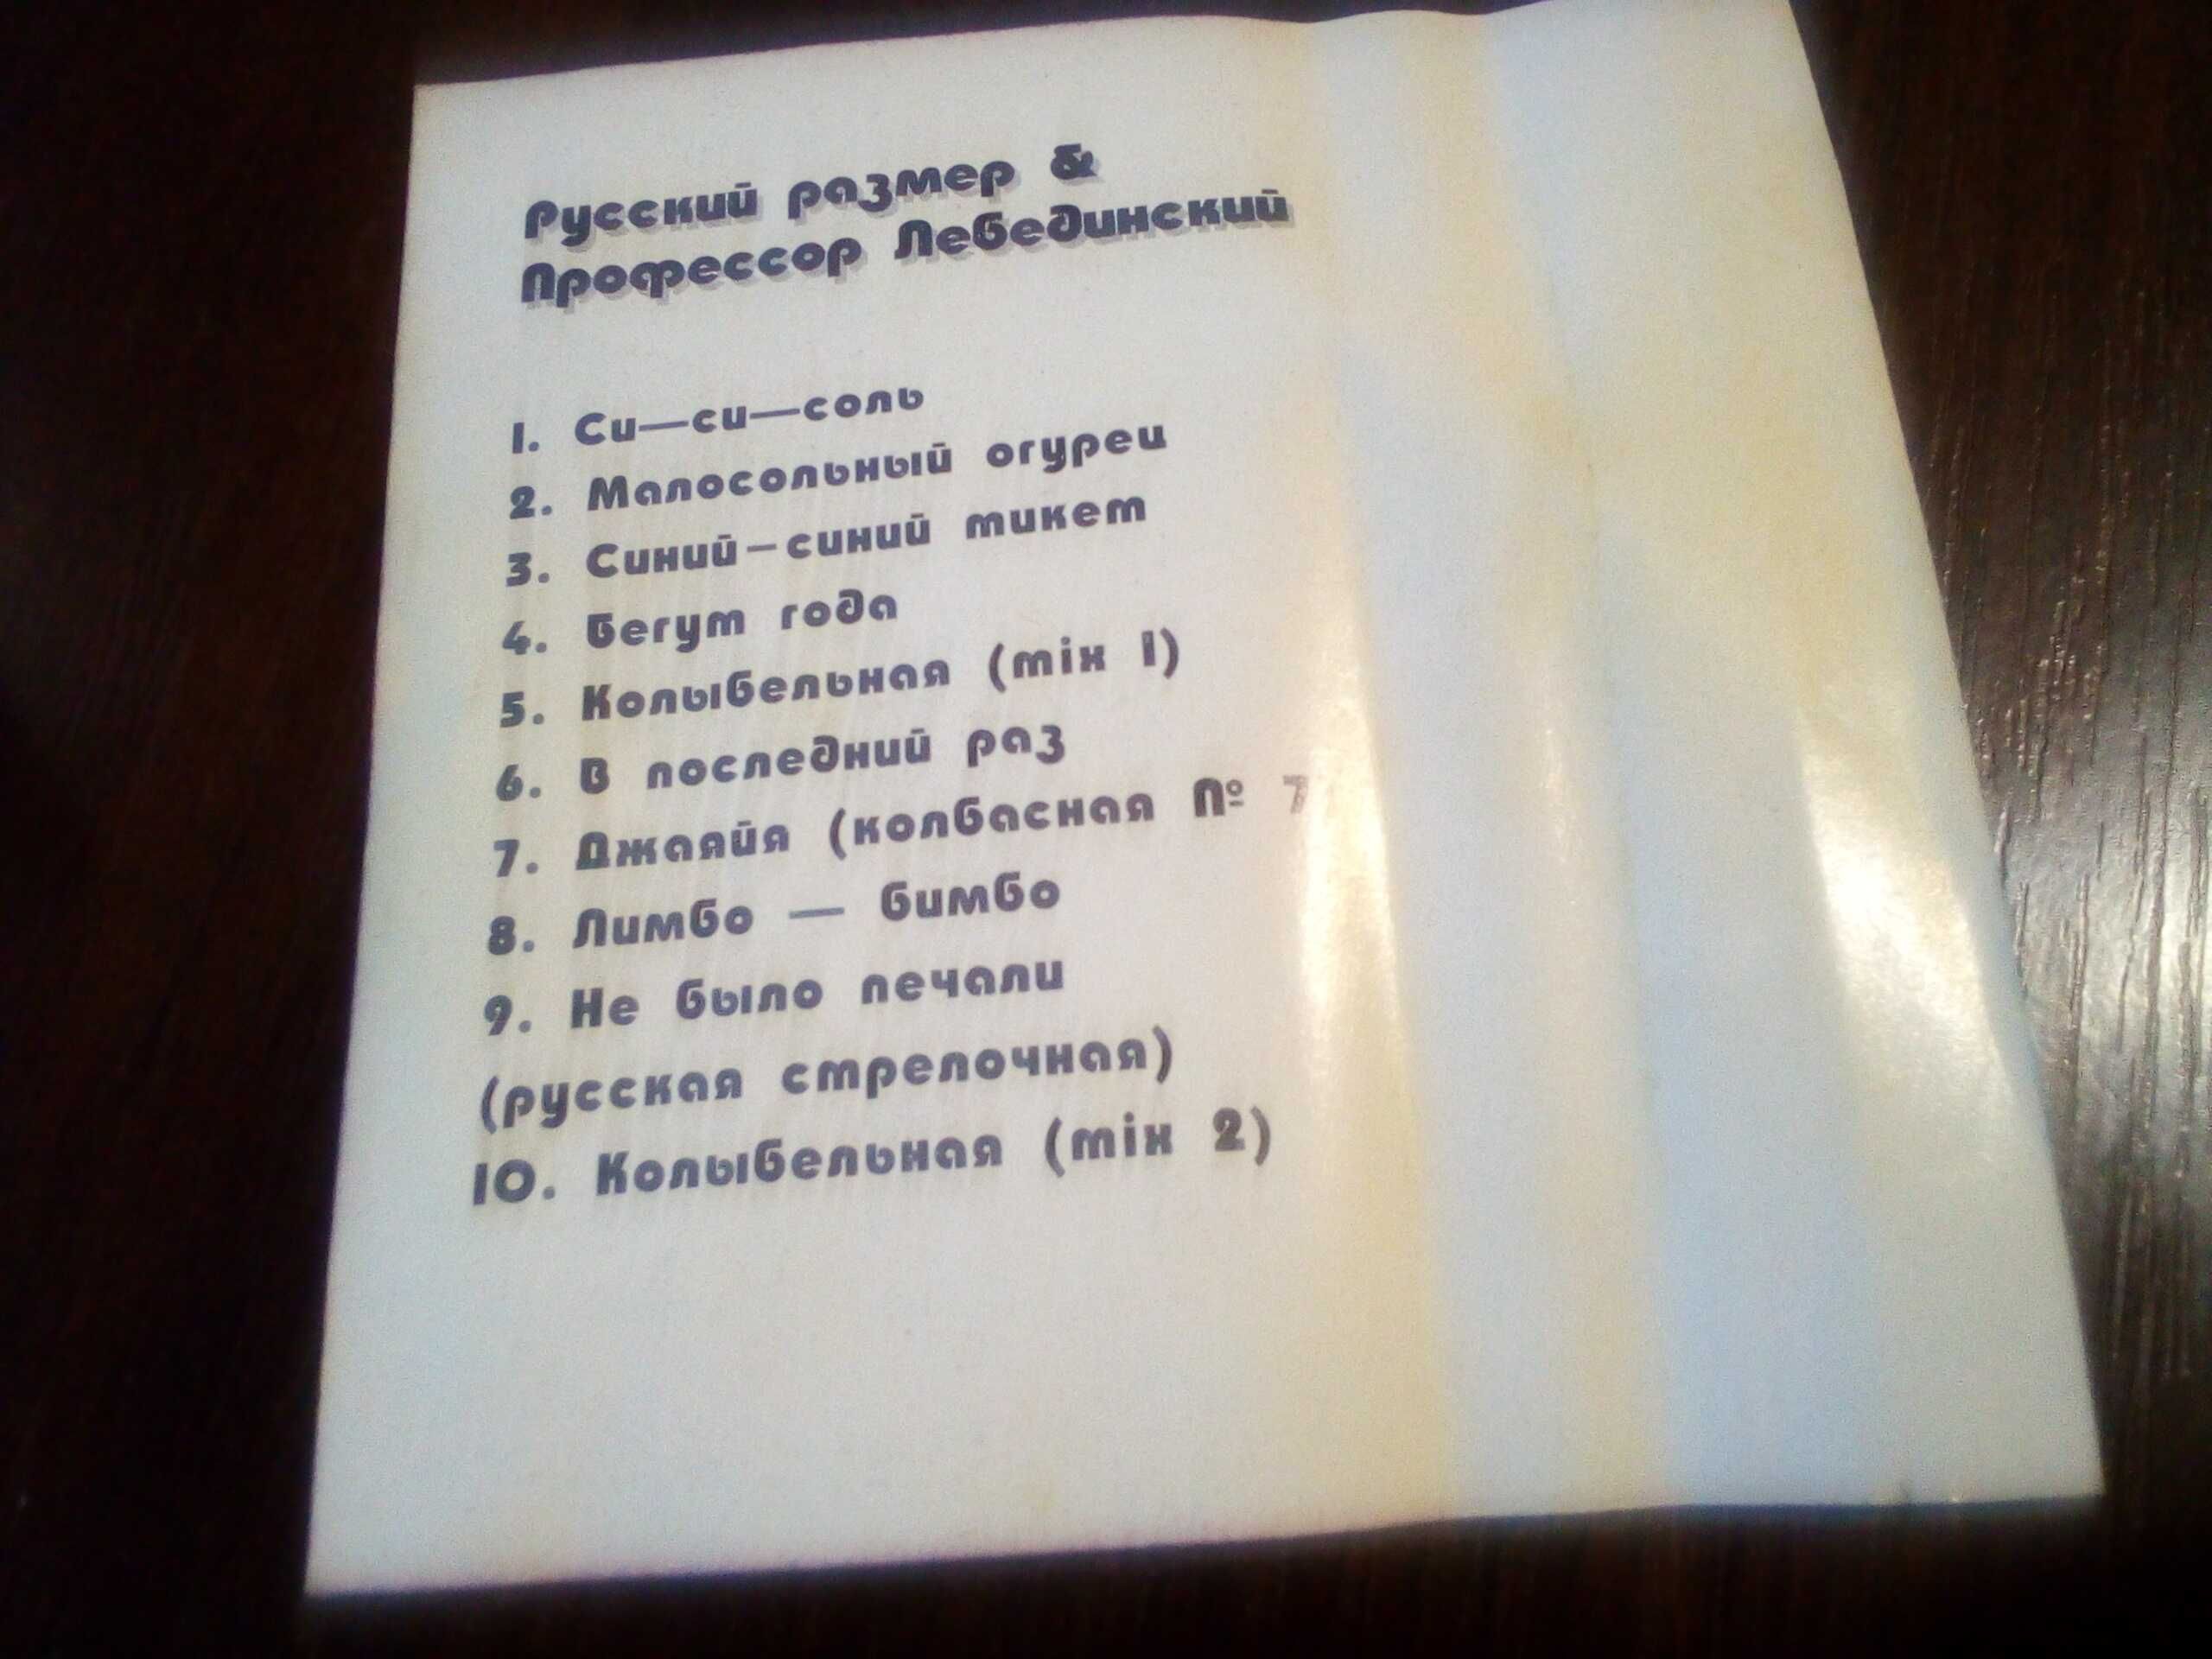 Русский размер &
Профессор Лебединский
1. Си—си—соль
2. Малосольный огурец
3. Синий—синий тикет
4. Бегут года
5. Колыбельная (mix 1)
6. В последний раз
7. Джаяйя (колбасная № 7
8. Лимбо — бимбо
9. Не было печали
(русская стрелочная)
10. Колыбельная (mix 2)